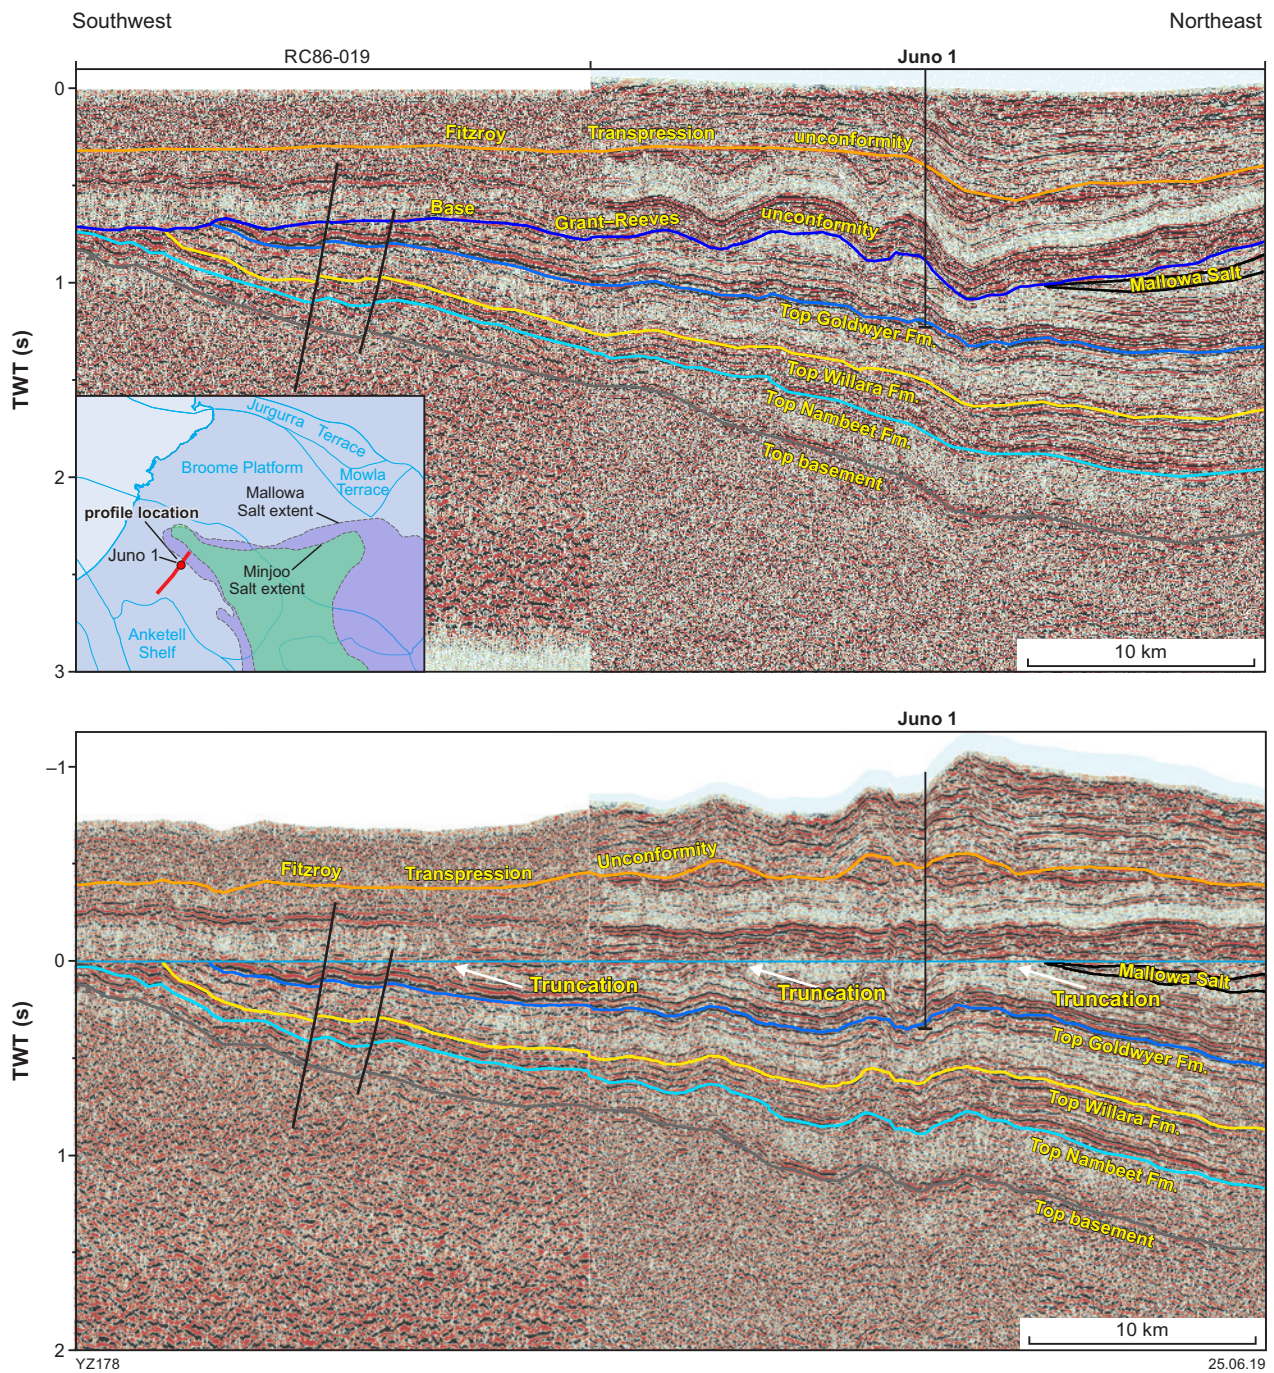 Southwest
Northeast
RC86-019
Juno 1
0
1
2
3
TWT (s)
Fitzroy
Transpression
unconformity
Base
Grant–Reeves
unconformity
Mallowa Salt
Top Goldwyer Fm.
Top Willara Fm.
Top Nambeet Fm.
Top basement
Jurgurra Terrace
Broome Platform
Mowla
Terrace
Mallowa
Salt extent
profile location
Juno 1
Minjoo
Salt extent
Anketell
Shelf
10 km
Juno 1
–1
0
1
2
TWT (s)
Fitzroy
Transpression
Unconformity
Truncation
Truncation
Truncation
Mallowa Salt
Top Goldwyer Fm.
Top Willara Fm.
Top Nambeet Fm.
Top basement
10 km
YZ178
25.06.19